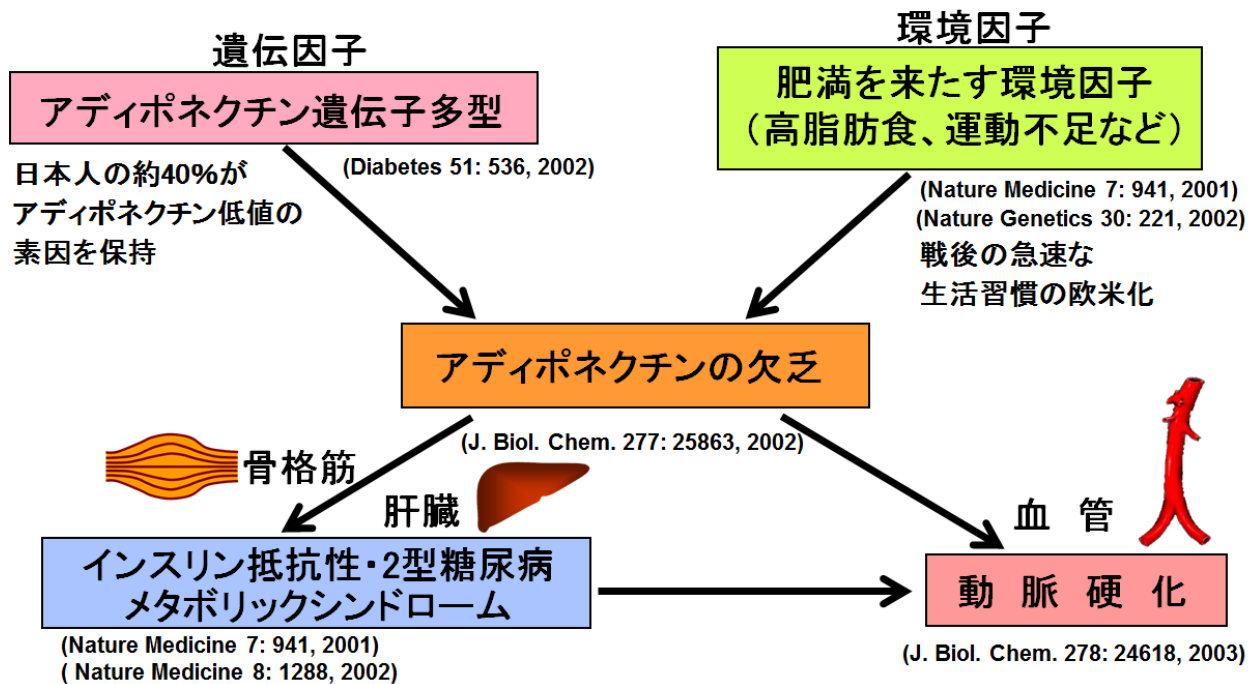 遺伝因子
アディポネクチン遺伝子多型
(Diabetes 51: 536, 2002)
日本人の約40%が
アディポネクチン低値の
素因を保持
環境因子
肥満を来たす環境因子
（高脂肪食、運動不足など）
(Nature Medicine 7: 941, 2001)
(Nature Genetics 30: 221, 2002)
戦後の急速な
生活習慣の欧米化
アディポネクチンの欠乏
(J. Biol. Chem. 277: 25863, 2002)
骨格筋
肝臓
血 管
インスリン抵抗性・2型糖尿病
メタボリックシンドローム
(Nature Medicine 7: 941, 2001)
( Nature Medicine 8: 1288, 2002)
動 脈 硬 化
(J. Biol. Chem. 278: 24618, 2003)